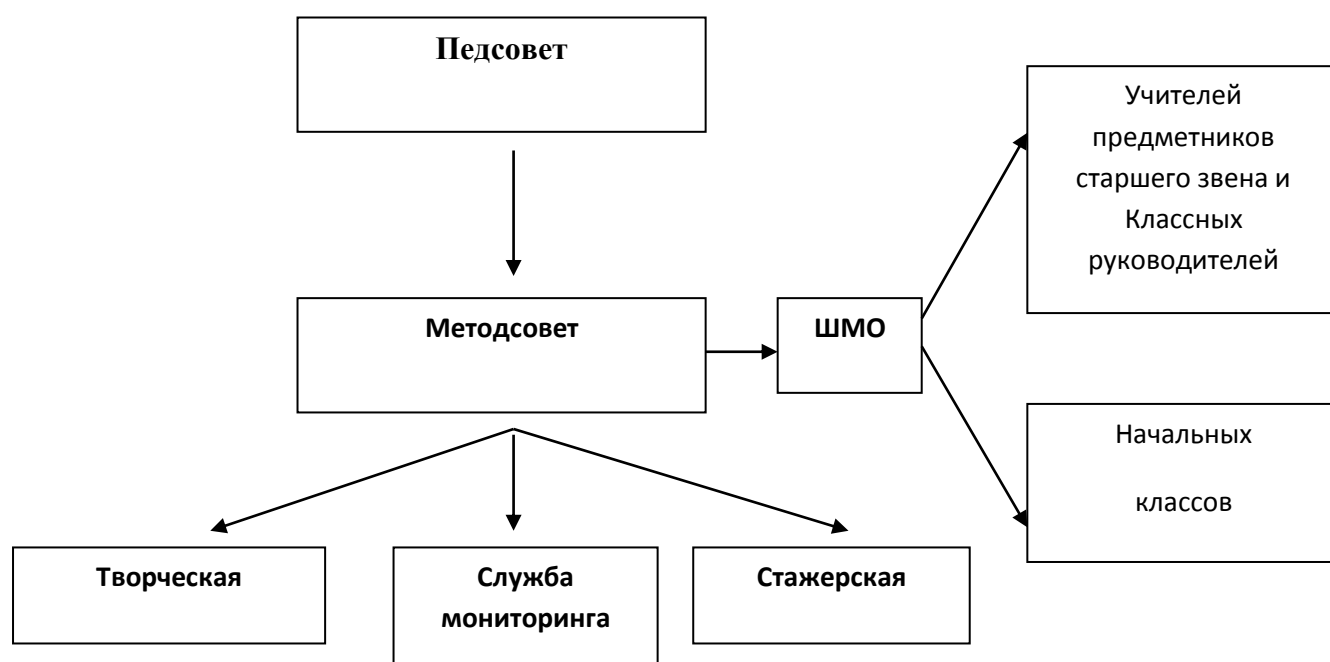 Педсовет
Учителей
предметников
старшего звена и
Классных
руководителей
Методсовет
ШМО
Начальных
классов
Творческая
Служба
мониторинга
Стажерская